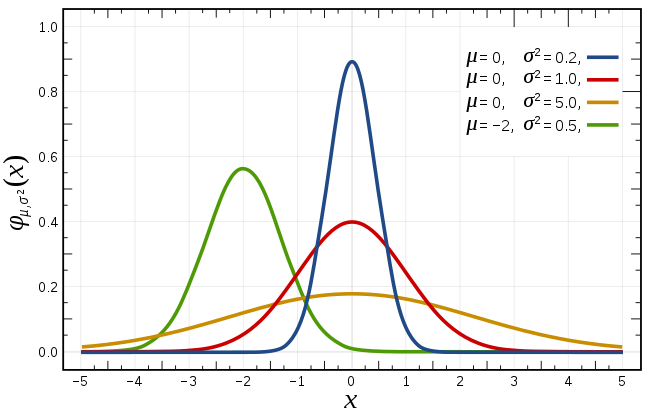 1.0
0.8
0.6
0.4
0.2
0.0
μ = 0, σ² = 0.2,
μ = 0, σ² = 1.0,
μ = 0, σ² = 5.0,
μ = −2, σ² = 0.5,
φμ,σ²(x)
−5 −4 −3 −2 −1 0 1 2 3 4 5
x